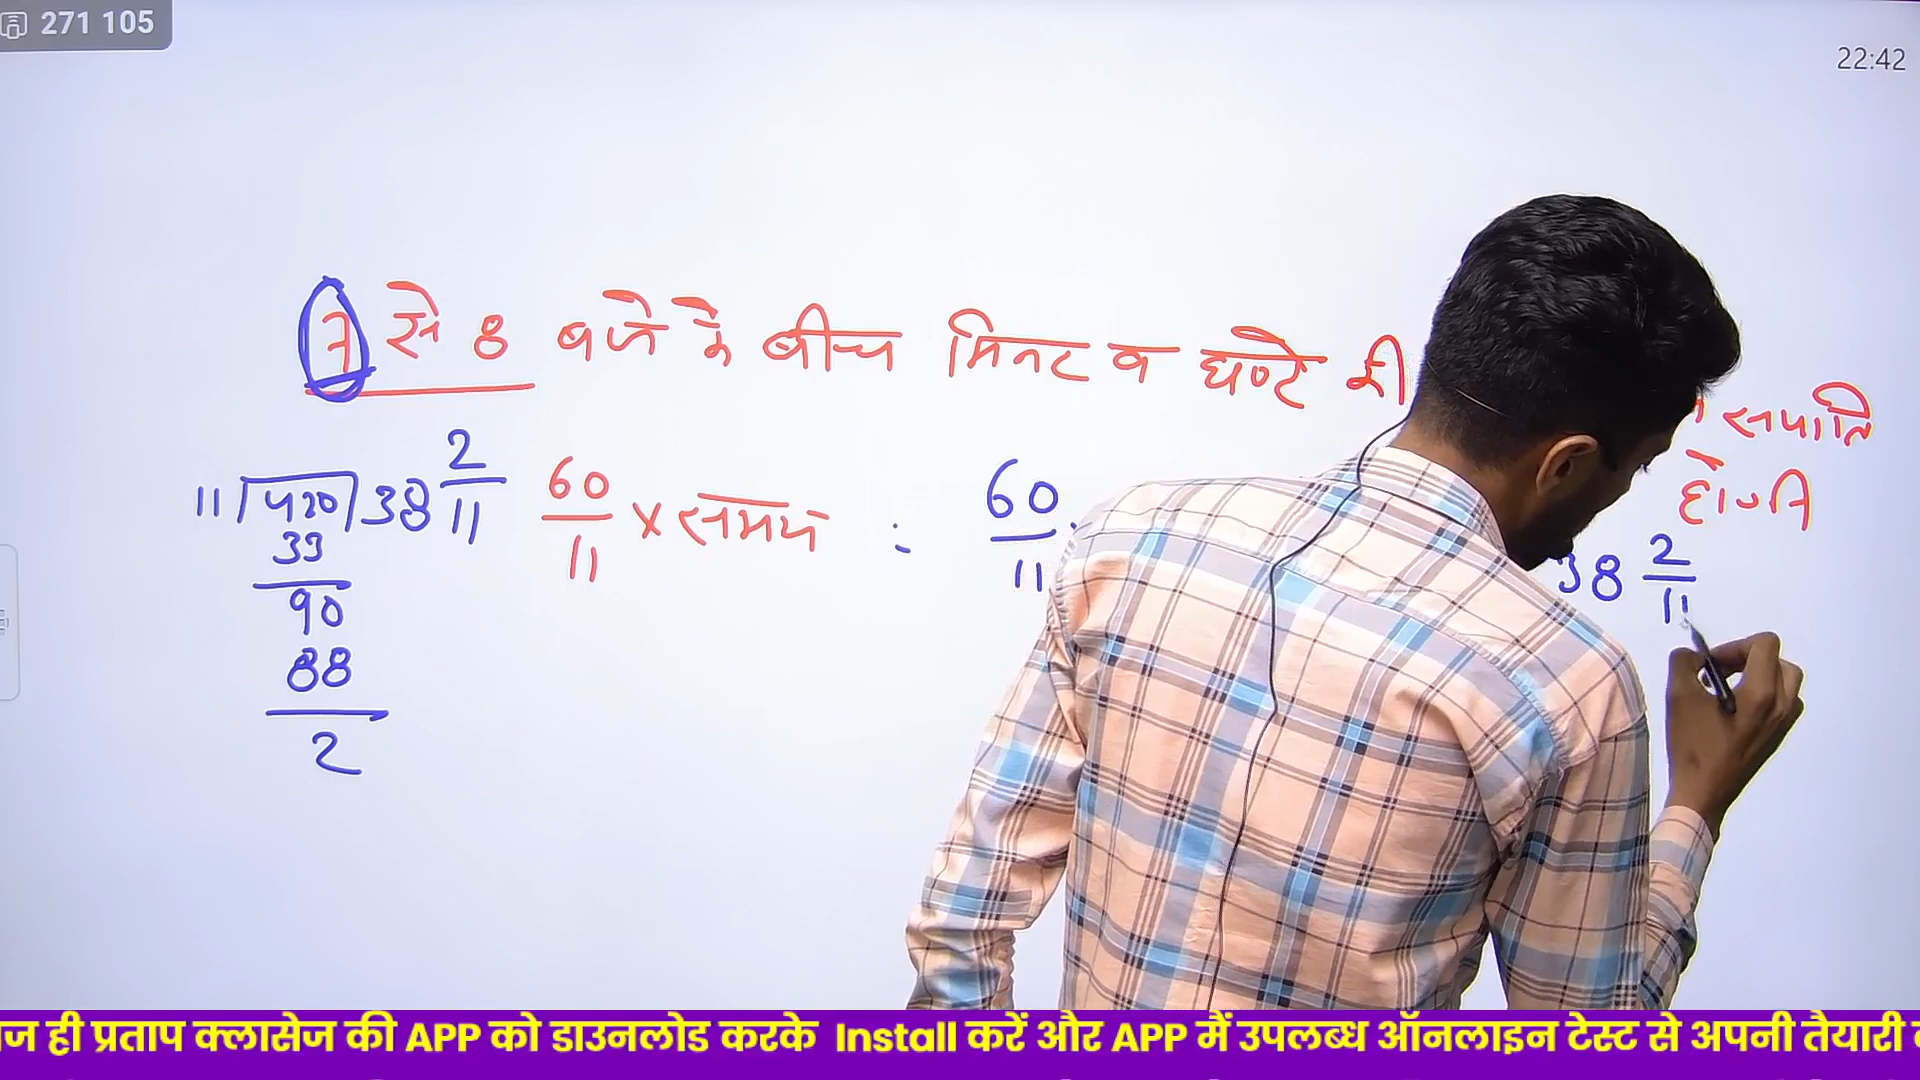 271 105
22:42
7 से 8 बजे के बीच मिनट व घण्टे की
होगी
11)420(38 2/11
33
90
88
2
60/11 × समय
=
60/11
38 2/11
ही प्रताप क्लासेज की APP को डाउनलोड करके Install करें और APP में उपलब्ध ऑनलाइन टेस्ट से अपनी तैयारी